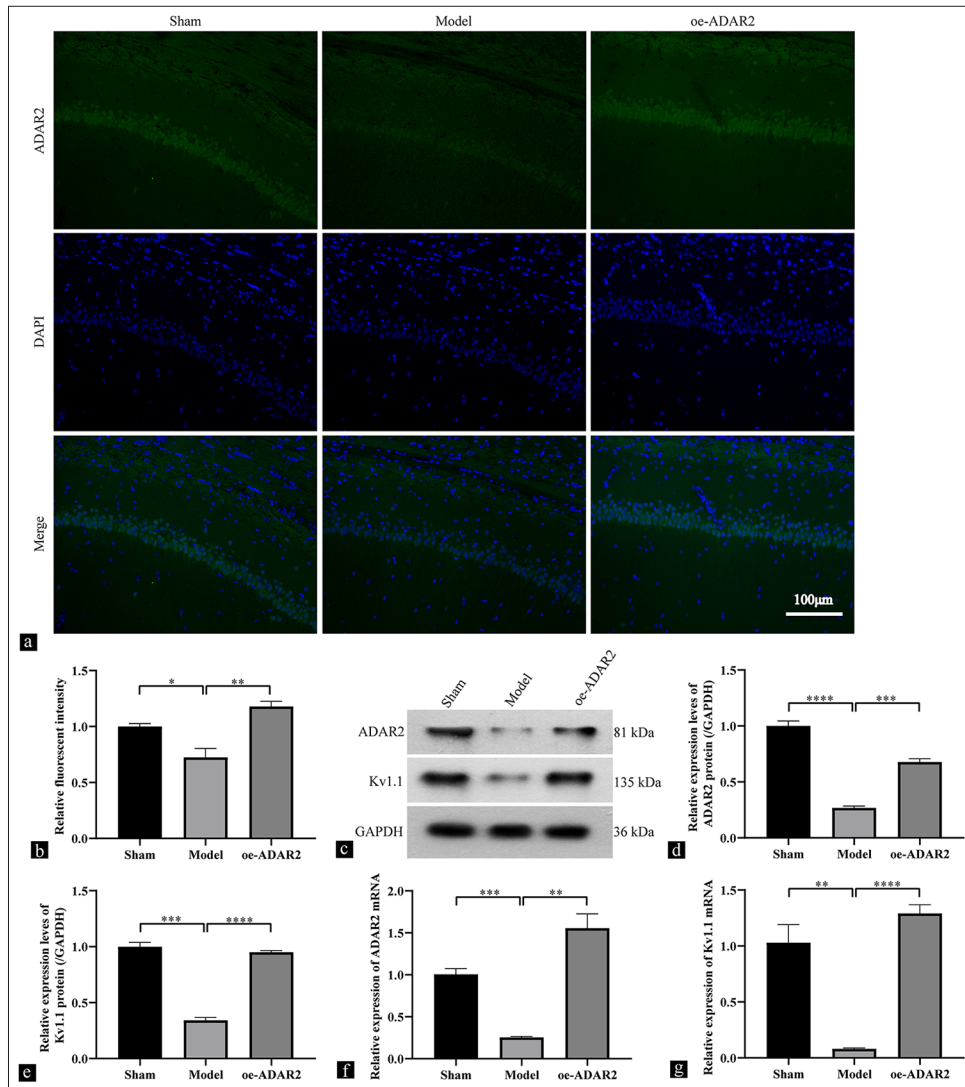 Sham Model oe-ADAR2
ADAR2
DAPI
Merge
100μm
a
Relative fluorescent intensity
1.5
1.0
0.5
0.0
* **
Sham Model oe-ADAR2
b
Sham Model oe-ADAR2
ADAR2 81 kDa
Kv1.1 135 kDa
GAPDH 36 kDa
c
Relative expression leves of
ADAR2 protein (/GAPDH)
1.5
1.0
0.5
0.0
**** ***
Sham Model oe-ADAR2
d
Relative expression leves of
Kv1.1 protein (/GAPDH)
1.5
1.0
0.5
0.0
*** ****
Sham Model oe-ADAR2
e
Relative expression of ADAR2 mRNA
2.0
1.5
1.0
0.5
0.0
*** **
Sham Model oe-ADAR2
f
Relative expression of Kv1.1 mRNA
1.5
1.0
0.5
0.0
** ****
Sham Model oe-ADAR2
g